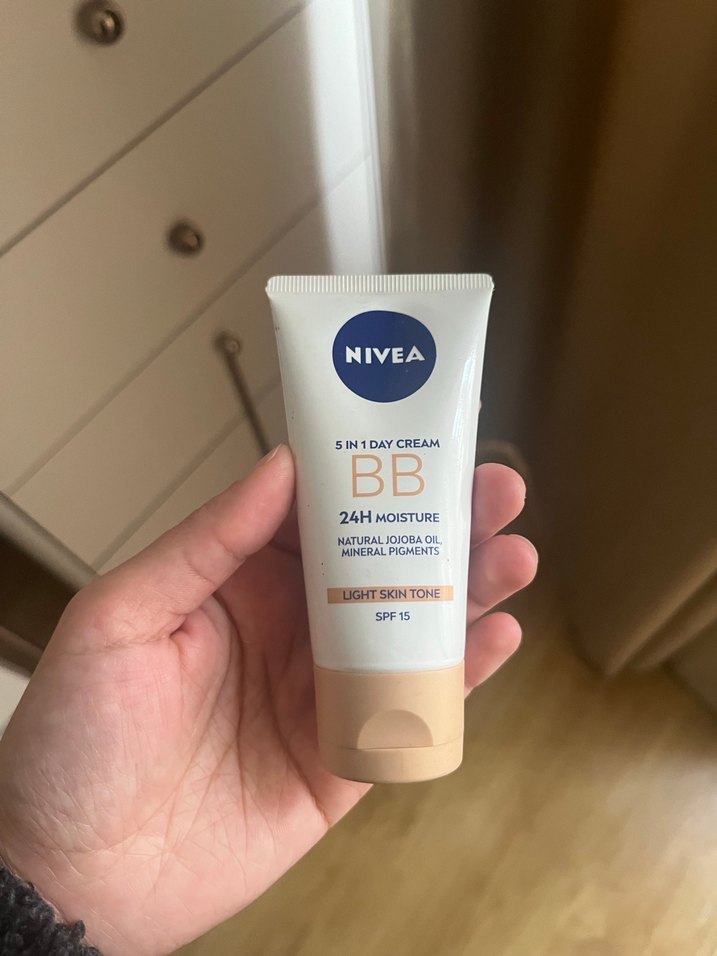 NIVEA
5 IN 1 DAY CREAM
BB
24H MOISTURE
NATURAL JOJOBA OIL,
MINERAL PIGMENTS
LIGHT SKIN TONE
SPF 15